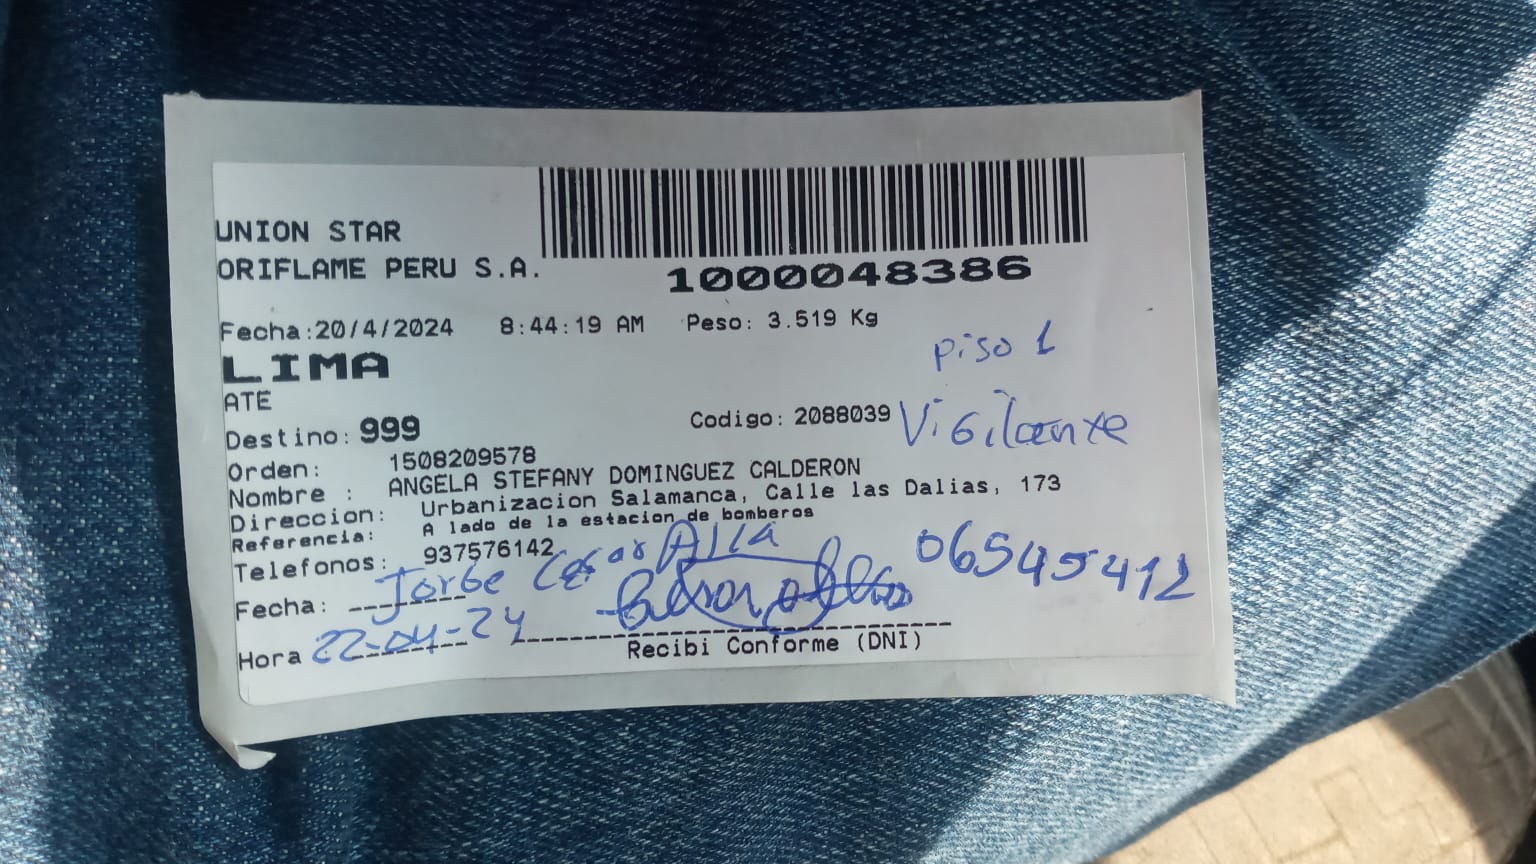 UNION STAR
ORIFLAME PERU S.A.
1000048386
Fecha:20/4/2024 8:44:19 AM Peso: 3.519 Kg
LIMA
piso 1
ATE
Destino: 999 Codigo: 2088039 Vigilante
Orden: 1508209578
Nombre : ANGELA STEFANY DOMINGUEZ CALDERON
Direccion: Urbanizacion Salamanca, Calle las Dalias, 173
Referencia: A lado de la estacion de bomberos
Telefonos: 937576142
Jorge Cesar 06545412
Fecha:
Hora 22-04-24
Recibi Conforme (DNI)